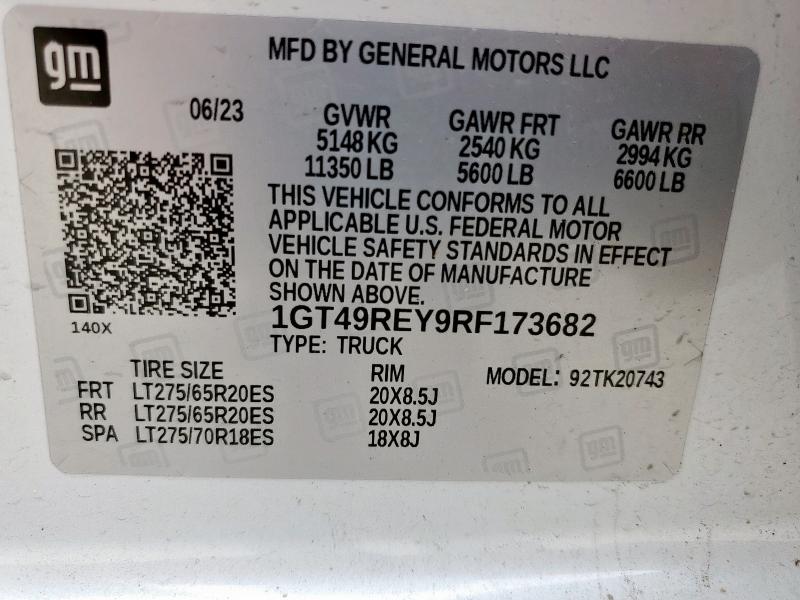 gm
MFD BY GENERAL MOTORS LLC
06/23 GVWR GAWR FRT GAWR RR
5148 KG 2540 KG 2994 KG
11350 LB 5600 LB 6600 LB
THIS VEHICLE CONFORMS TO ALL
APPLICABLE U.S. FEDERAL MOTOR
VEHICLE SAFETY STANDARDS IN EFFECT
ON THE DATE OF MANUFACTURE
SHOWN ABOVE.
140X
1GT49REY9RF173682
TYPE: TRUCK
TIRE SIZE RIM MODEL: 92TK20743
FRT LT275/65R20ES 20X8.5J
RR LT275/65R20ES 20X8.5J
SPA LT275/70R18ES 18X8J